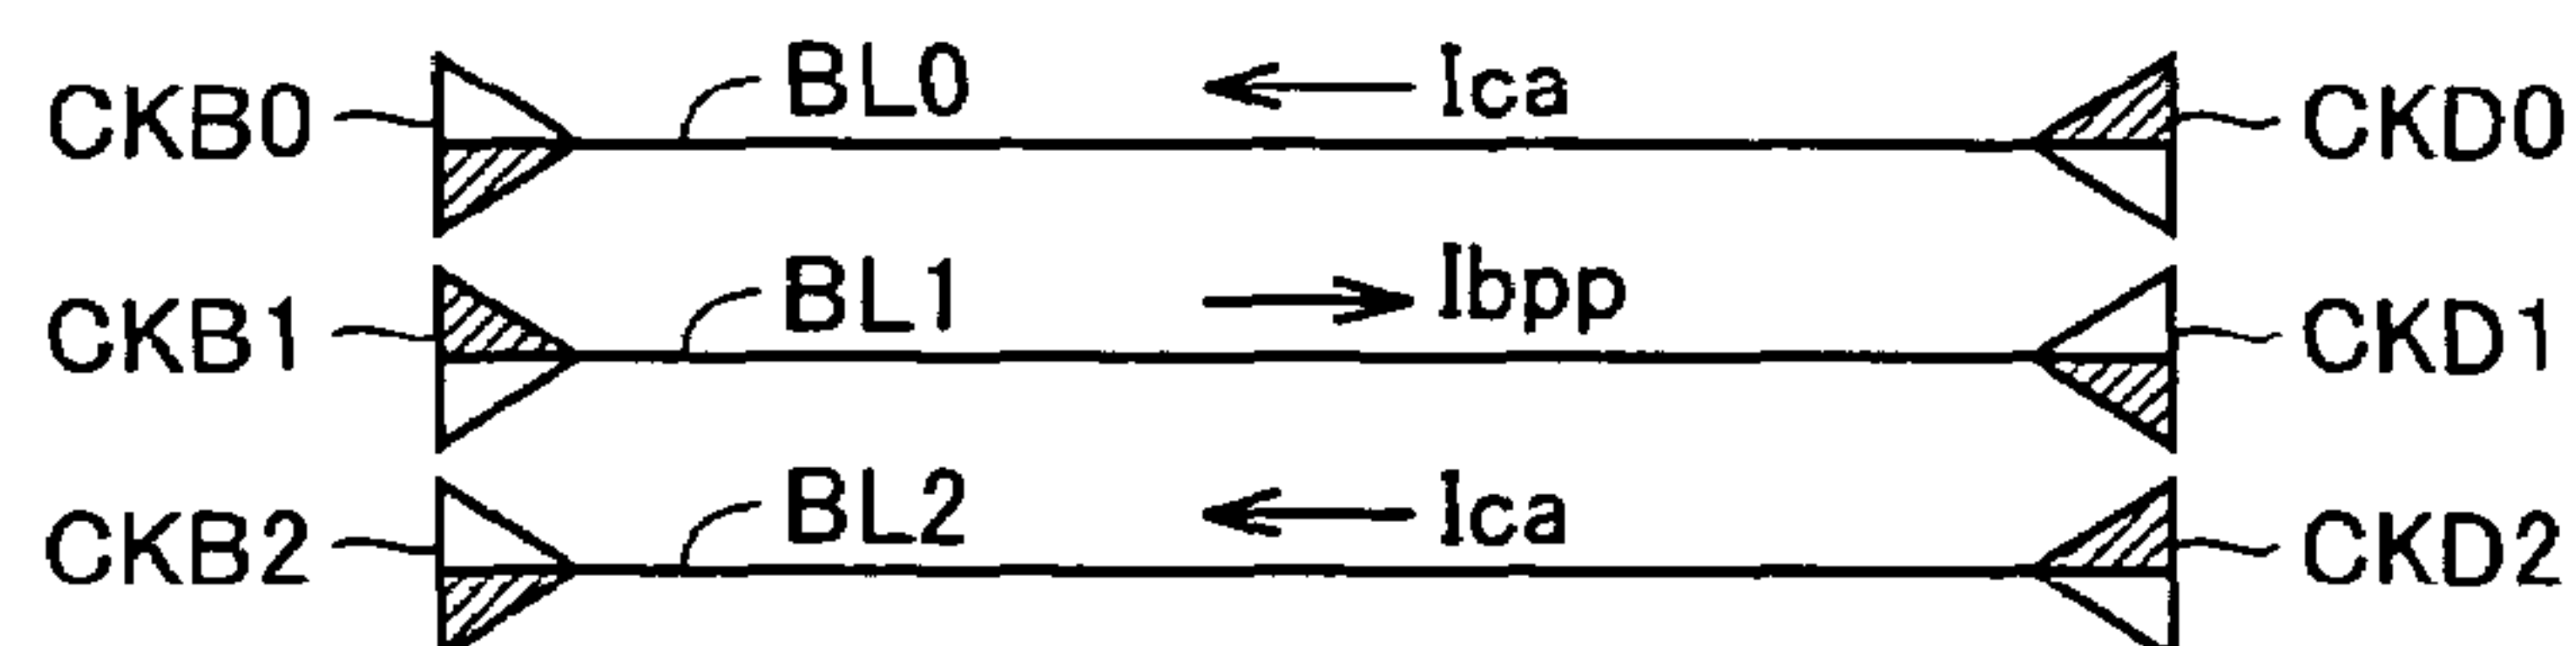 CKB0 BL0 Ica CKD0
CKB1 BL1 Ibpp CKD1
CKB2 BL2 Ica CKD2